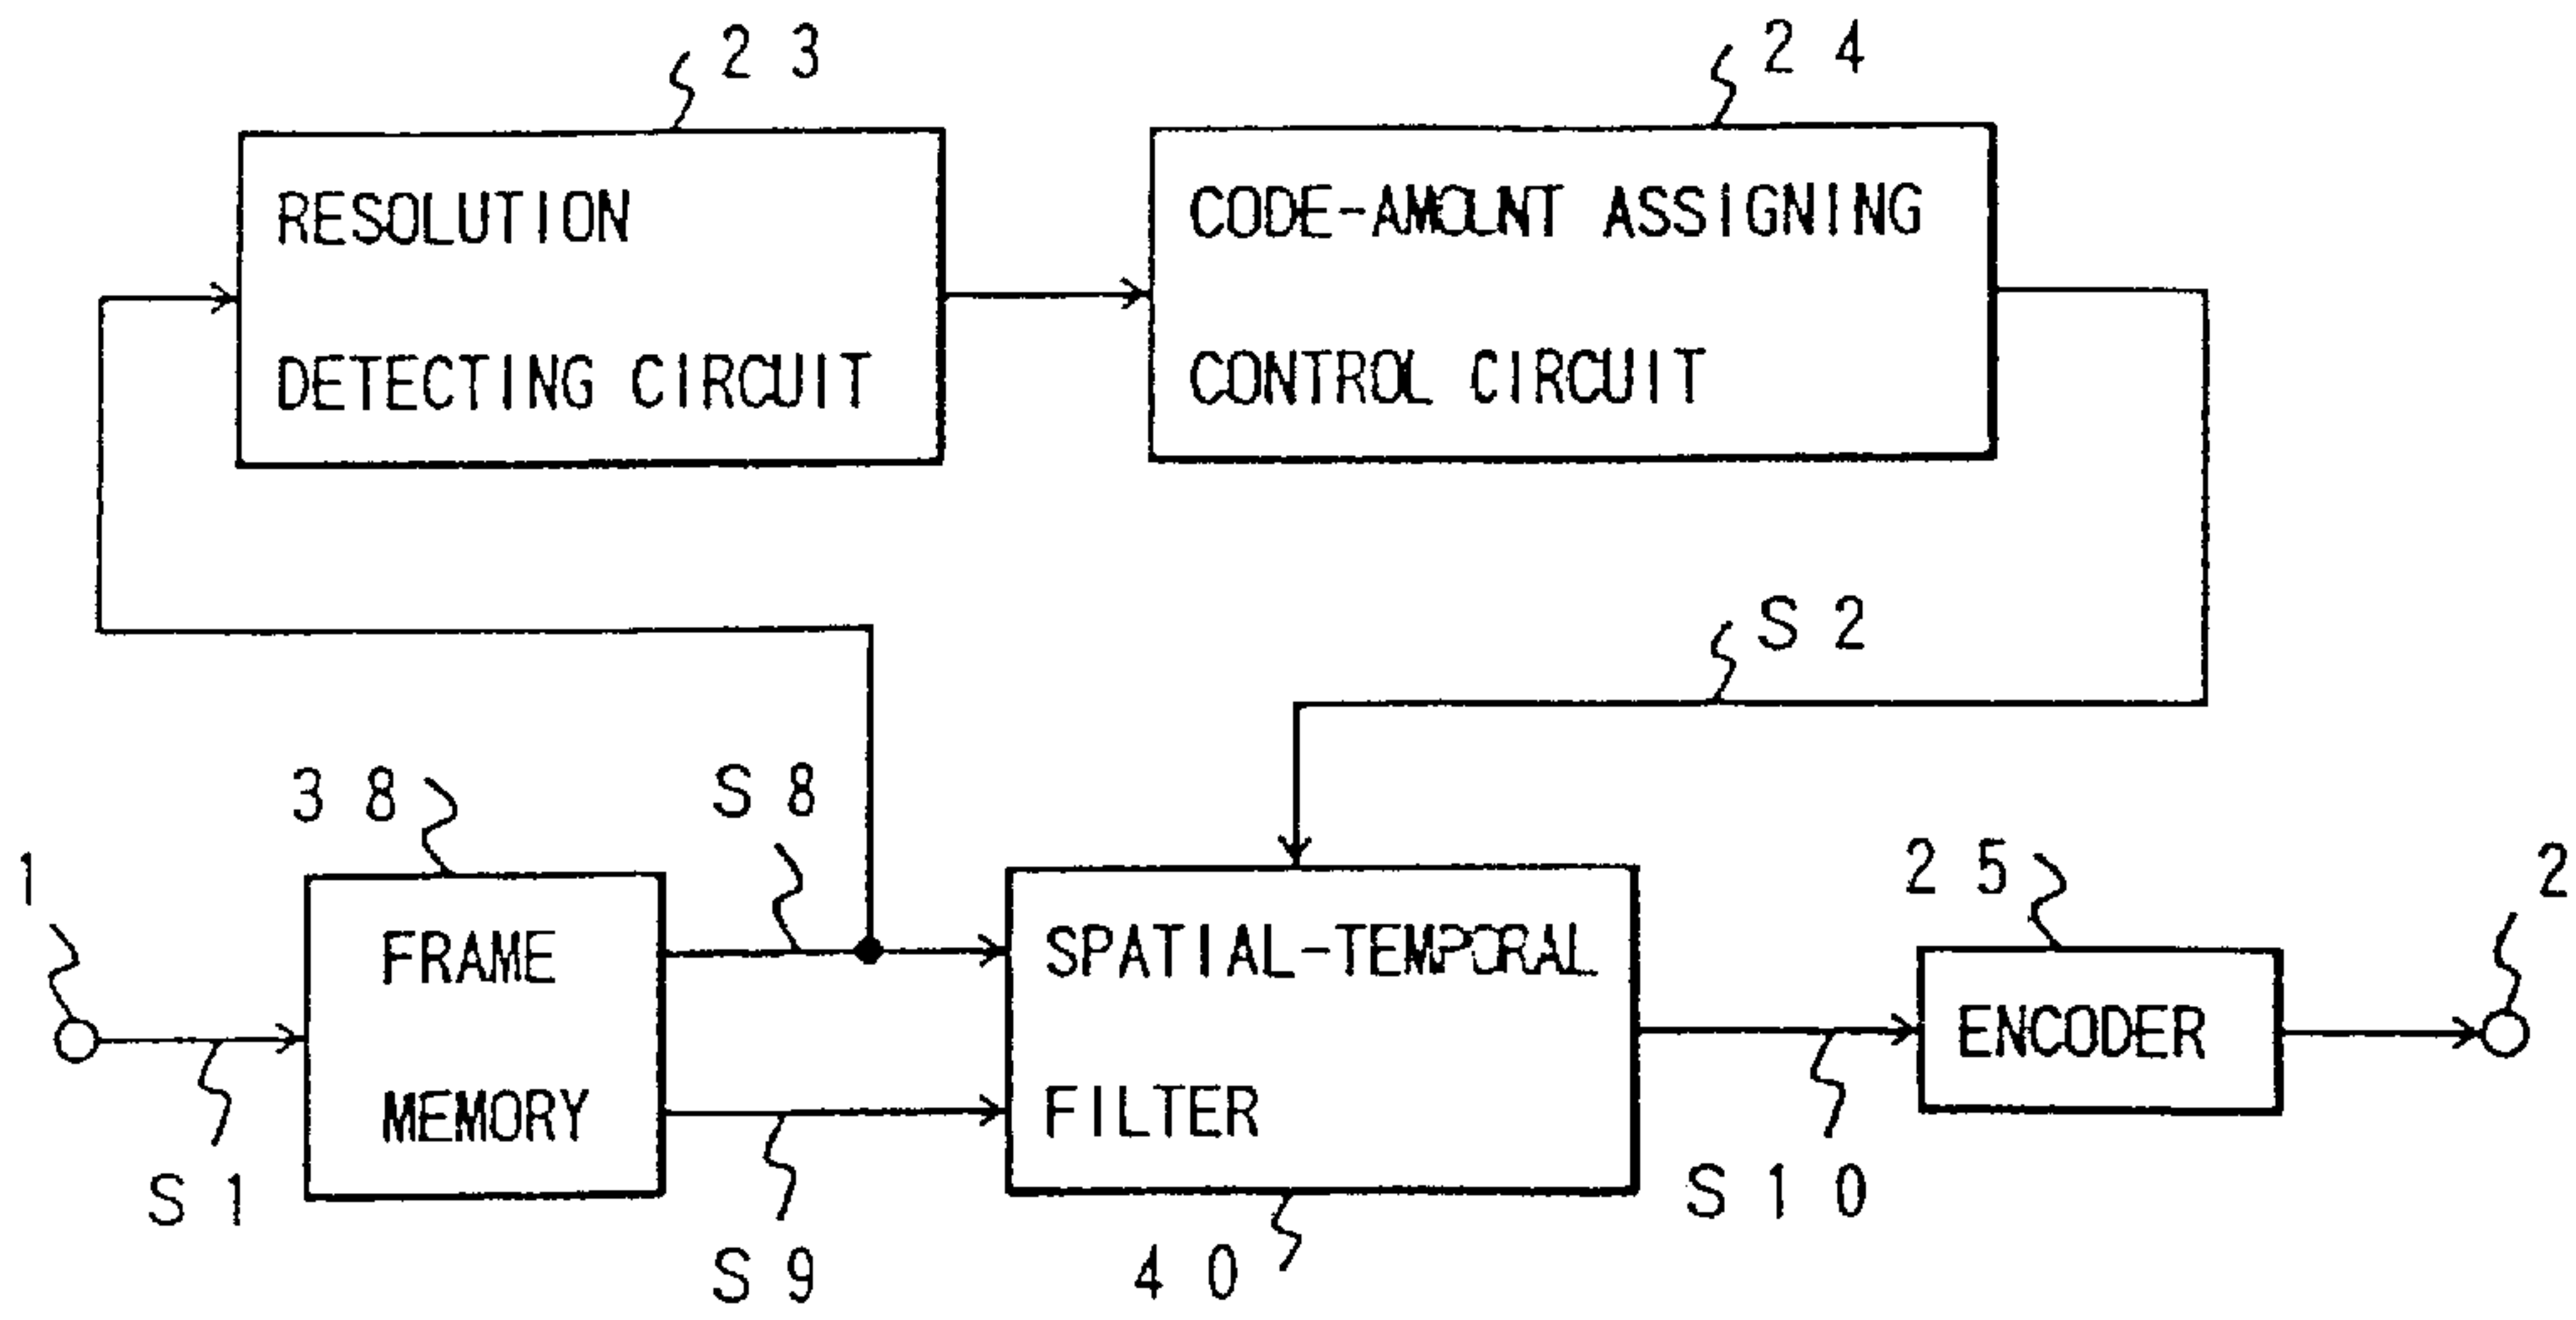 23
24
RESOLUTION
DETECTING CIRCUIT
CODE-AMOUNT ASSIGNING
CONTROL CIRCUIT
S2
38
S8
1
FRAME
MEMORY
SPATIAL-TEMPORAL
FILTER
25
ENCODER
2
S1
S9
40
S10